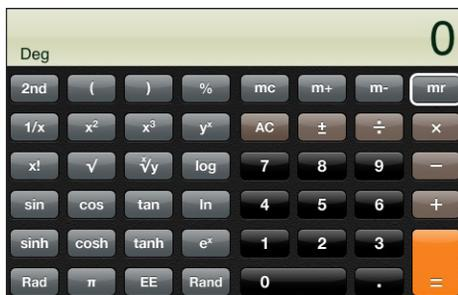 0
Deg
2nd ( ) % mc m+ m- mr
1/x x² x³ yˣ AC ± ÷ ×
x! √ ˣ√y log 7 8 9 −
sin cos tan ln 4 5 6 +
sinh cosh tanh eˣ 1 2 3
Rad π EE Rand 0 . =